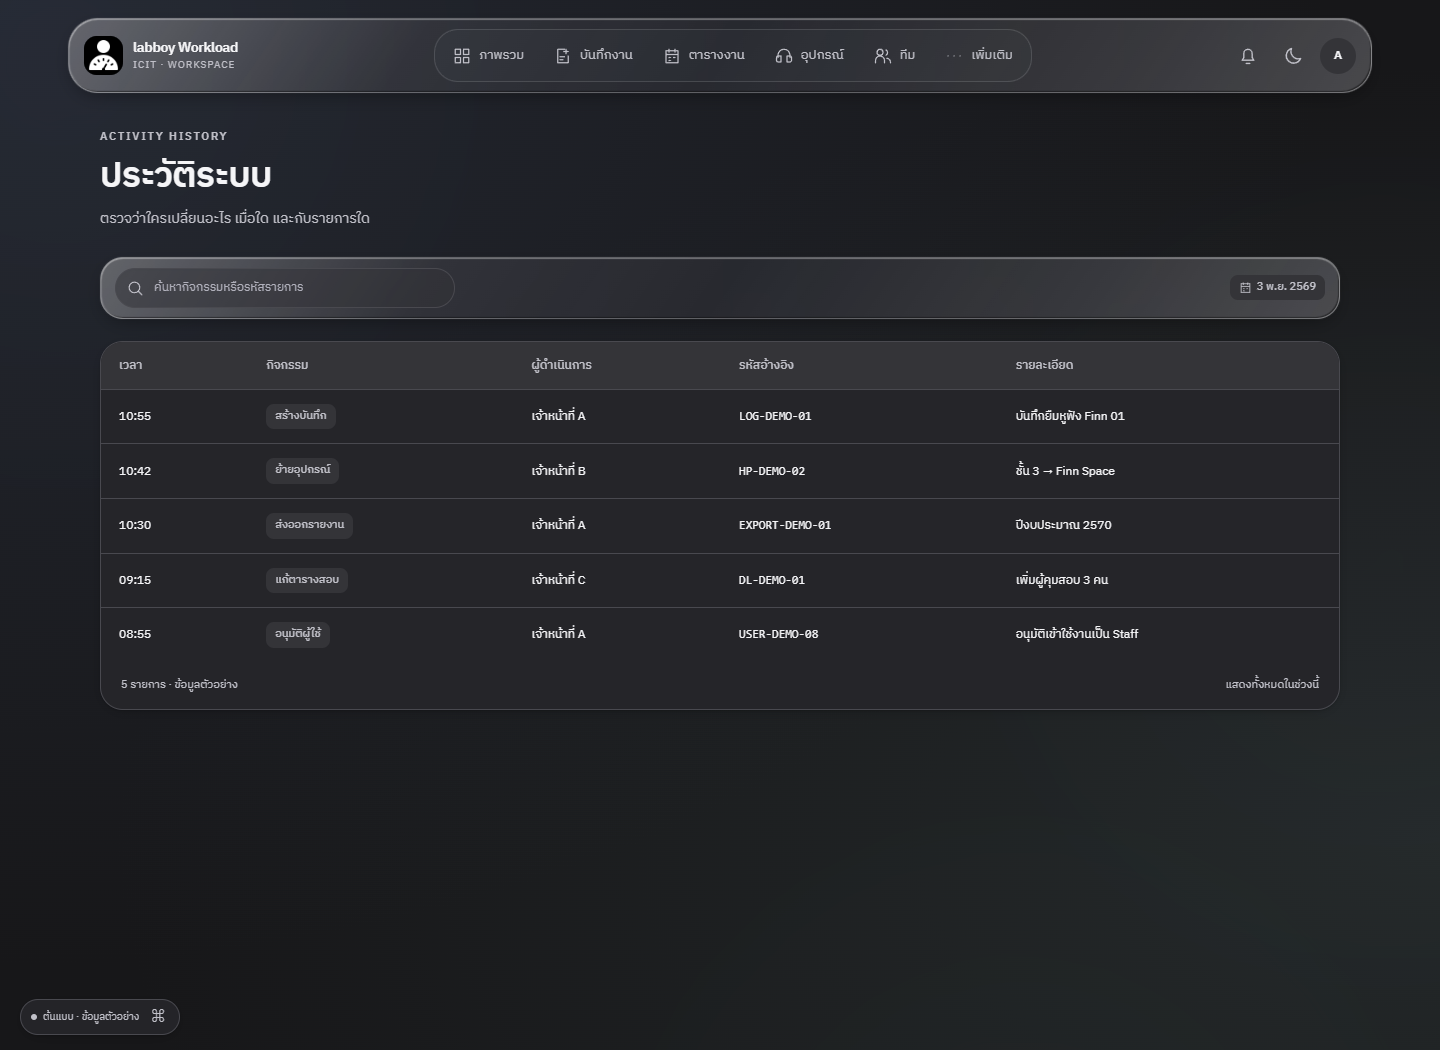 labboy Workload
ICIT · WORKSPACE
ภาพรวม
บันทึกงาน
ตารางงาน
อุปกรณ์
ทีม
··· เพิ่มเติม
A
ACTIVITY HISTORY
ประวัติระบบ
ตรวจว่าใครเปลี่ยนอะไร เมื่อใด และกับรายการใด
ค้นหากิจกรรมหรือรหัสรายการ
3 พ.ย. 2569
เวลา กิจกรรม ผู้ดำเนินการ รหัสอ้างอิง รายละเอียด
10:55 สร้างบันทึก เจ้าหน้าที่ A LOG-DEMO-01 บันทึกยืมหูฟัง Finn 01
10:42 ย้ายอุปกรณ์ เจ้าหน้าที่ B HP-DEMO-02 ชั้น 3 → Finn Space
10:30 ส่งออกรายงาน เจ้าหน้าที่ A EXPORT-DEMO-01 ปีงบประมาณ 2570
09:15 แก้ตารางสอบ เจ้าหน้าที่ C DL-DEMO-01 เพิ่มผู้คุมสอบ 3 คน
08:55 อนุมัติผู้ใช้ เจ้าหน้าที่ A USER-DEMO-08 อนุมัติเข้าใช้งานเป็น Staff
5 รายการ · ข้อมูลตัวอย่าง แสดงทั้งหมดในช่วงนี้
ต้นแบบ · ข้อมูลตัวอย่าง ⌘